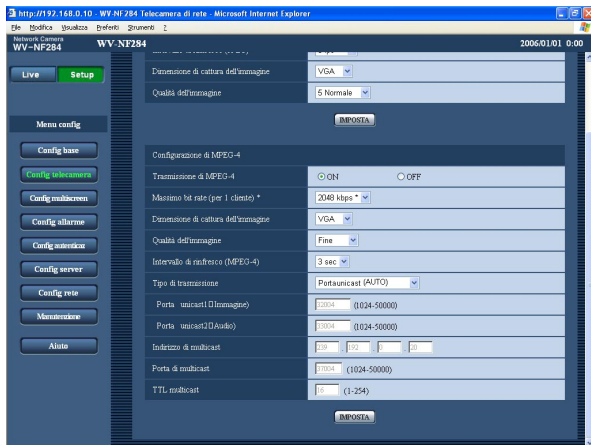 http://192.168.0.10 - WV-NF284 Telecamera di rete - Microsoft Internet Explorer
File Modifica Visualizza Preferiti Strumenti ?
Network Camera
WV-NF284
WV-NF284
2006/01/01 0:00
Live
Setup
Menu config
Config base
Config telecamera
Config multiscreen
Config allarme
Config autenticaz
Config server
Config rete
Manutenzione
Aiuto
Dimensione di cattura dell'immagine VGA
Qualità dell'immagine 5 Normale
IMPOSTA
Configurazione di MPEG-4
Trasmissione di MPEG-4 ON OFF
Massimo bit rate (per 1 cliente) * 2048 kbps *
Dimensione di cattura dell'immagine VGA
Qualità dell'immagine Fine
Intervallo di rinfresco (MPEG-4) 3 sec
Tipo di trasmissione Portaunicast (AUTO)
Porta unicast1□Immagine) 32004 (1024-50000)
Porta unicast2□Audio) 33004 (1024-50000)
Indirizzo di multicast 239 . 192 . 0 . 20
Porta di multicast 37004 (1024-50000)
TTL multicast 16 (1-254)
IMPOSTA